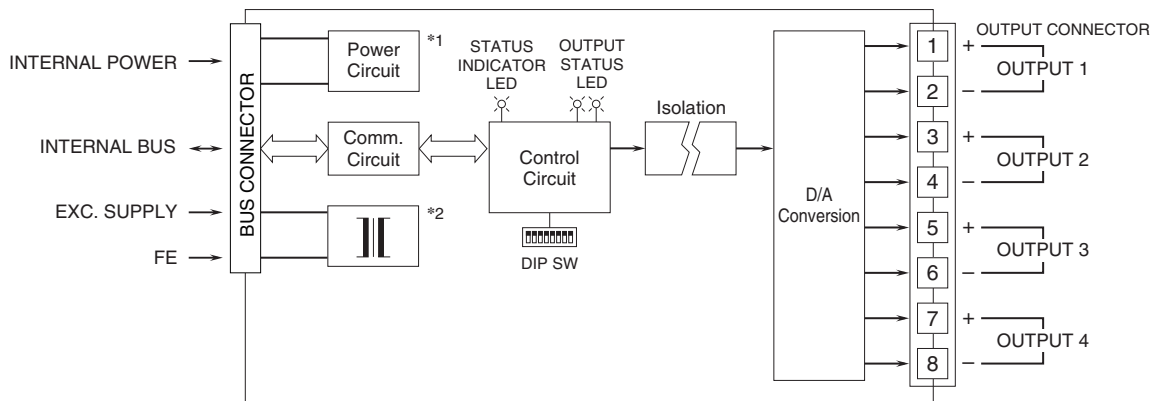 INTERNAL POWER
INTERNAL BUS
EXC. SUPPLY
FE
BUS CONNECTOR
Power
Circuit
*1
Comm.
Circuit
*2
STATUS
INDICATOR
LED
OUTPUT
STATUS
LED
Control
Circuit
DIP SW
Isolation
D/A
Conversion
OUTPUT CONNECTOR
1 +
OUTPUT 1
2 –
3 +
OUTPUT 2
4 –
5 +
OUTPUT 3
6 –
7 +
OUTPUT 4
8 –